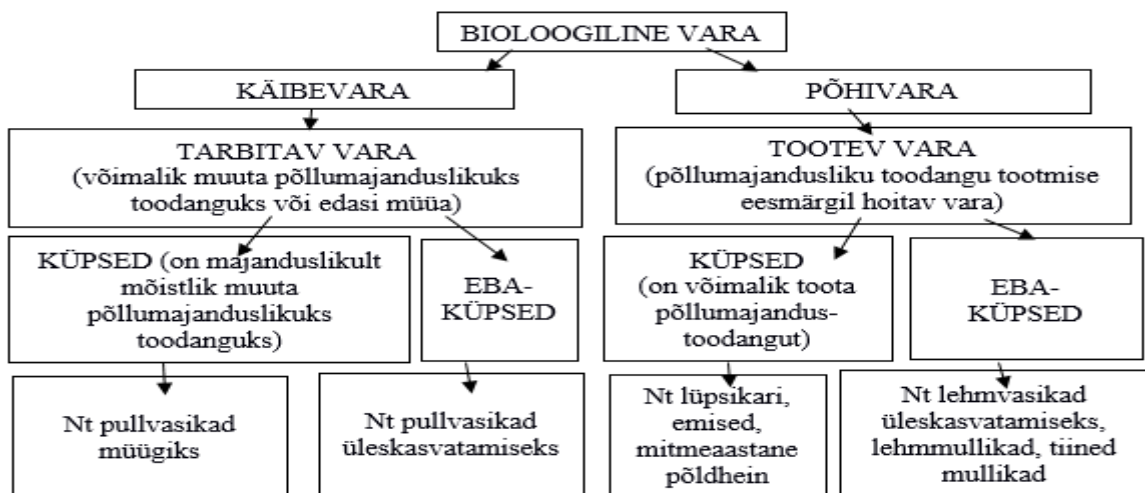 BIOLOOGILINE VARA
KÄIBEVARA
PÕHIVARA
TARBITAV VARA
(võimalik muuta põllumajanduslikuks
toodanguks või edasi müüa)
TOOTEV VARA
(põllumajandusliku toodangu tootmise
eesmärgil hoitav vara)
KÜPSED (on majanduslikult
mõistlik muuta
põllumajanduslikuks
toodanguks)
EBA-
KÜPSED
KÜPSED
(on võimalik toota
põllumajandus-
toodangut)
EBA-
KÜPSED
Nt pullvasikad
müügiks
Nt pullvasikad
üleskasvatamiseks
Nt lüpsikari,
emised,
mitmeaastane
põldhein
Nt lehmvasikad
üleskasvatamiseks,
lehmmullikad, tiined
mullikad